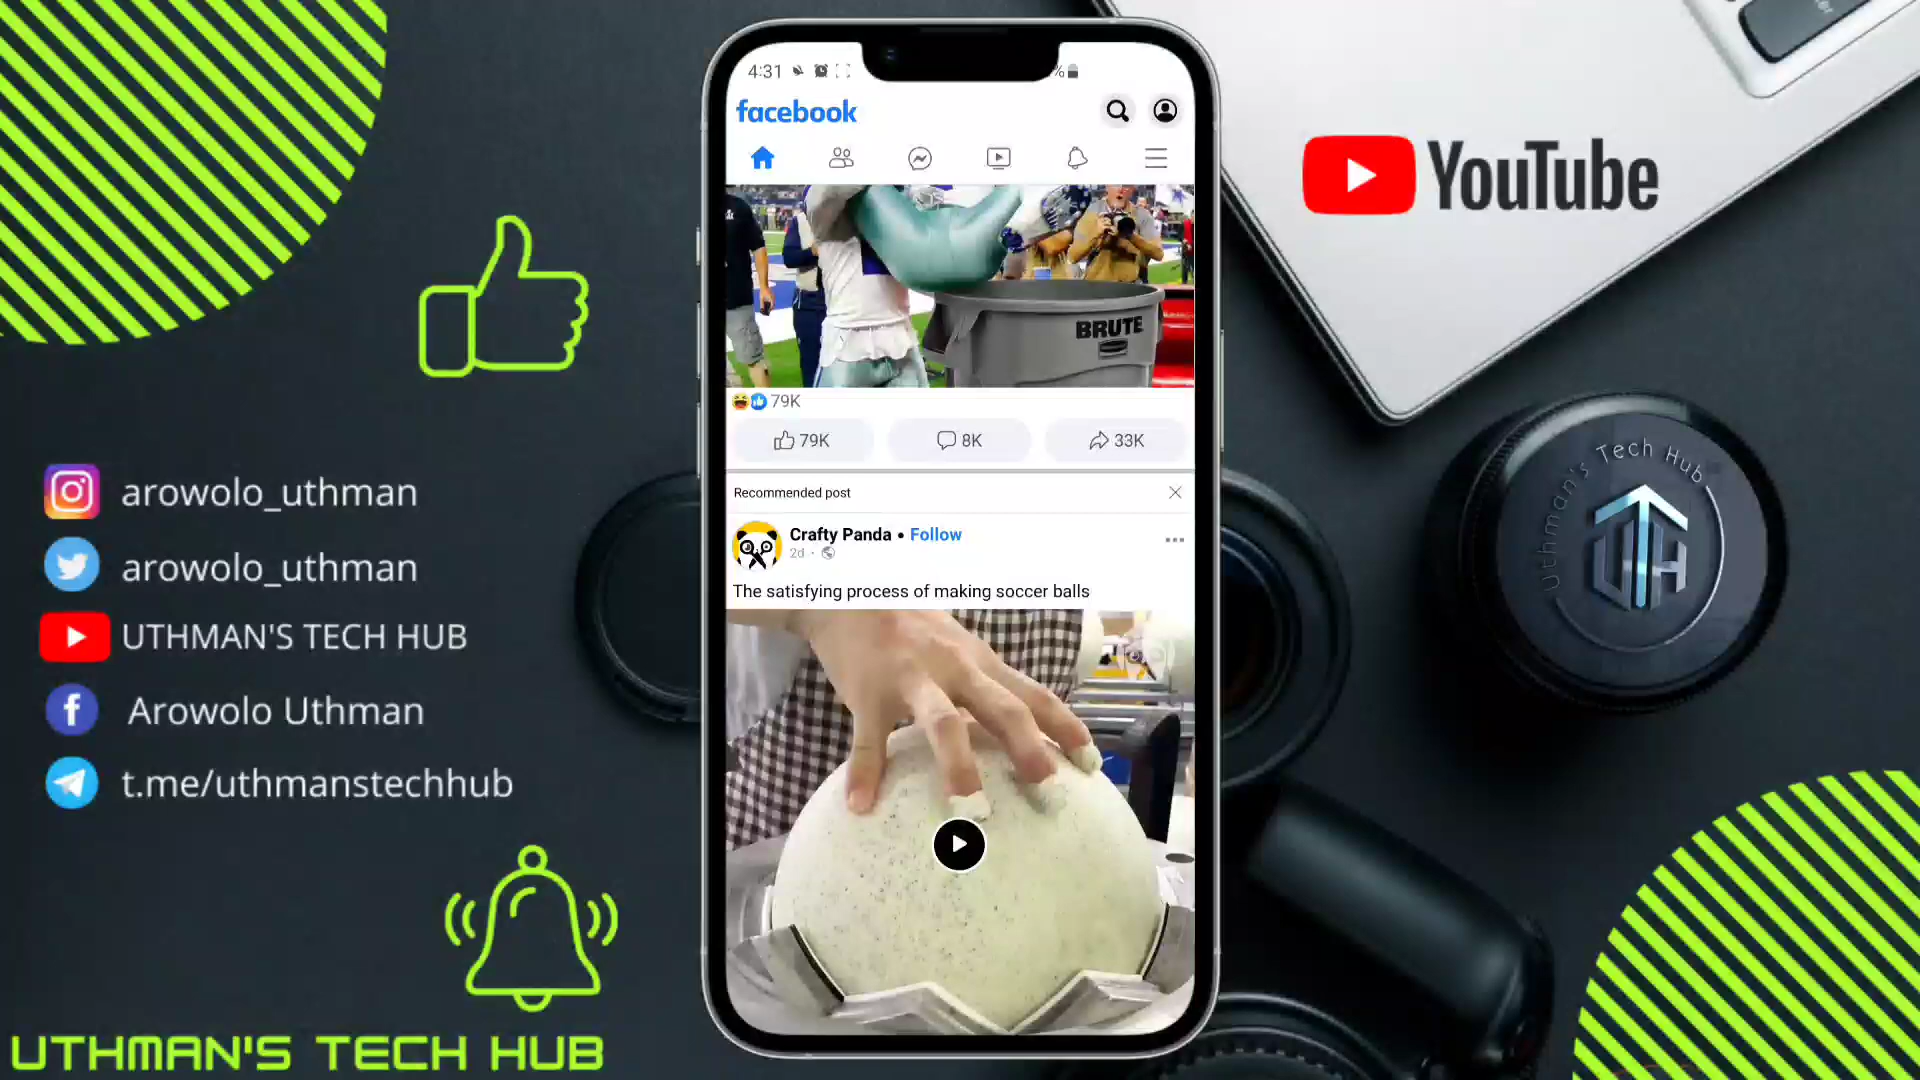 4:31
%
facebook
BRUTE
79K
79K
8K
33K
Recommended post
Crafty Panda • Follow
2d ·
The satisfying process of making soccer balls
YouTube
Uthman's Tech Hub
UTH
arowolo_uthman
arowolo_uthman
UTHMAN'S TECH HUB
Arowolo Uthman
t.me/uthmanstechhub
UTHMAN'S TECH HUB